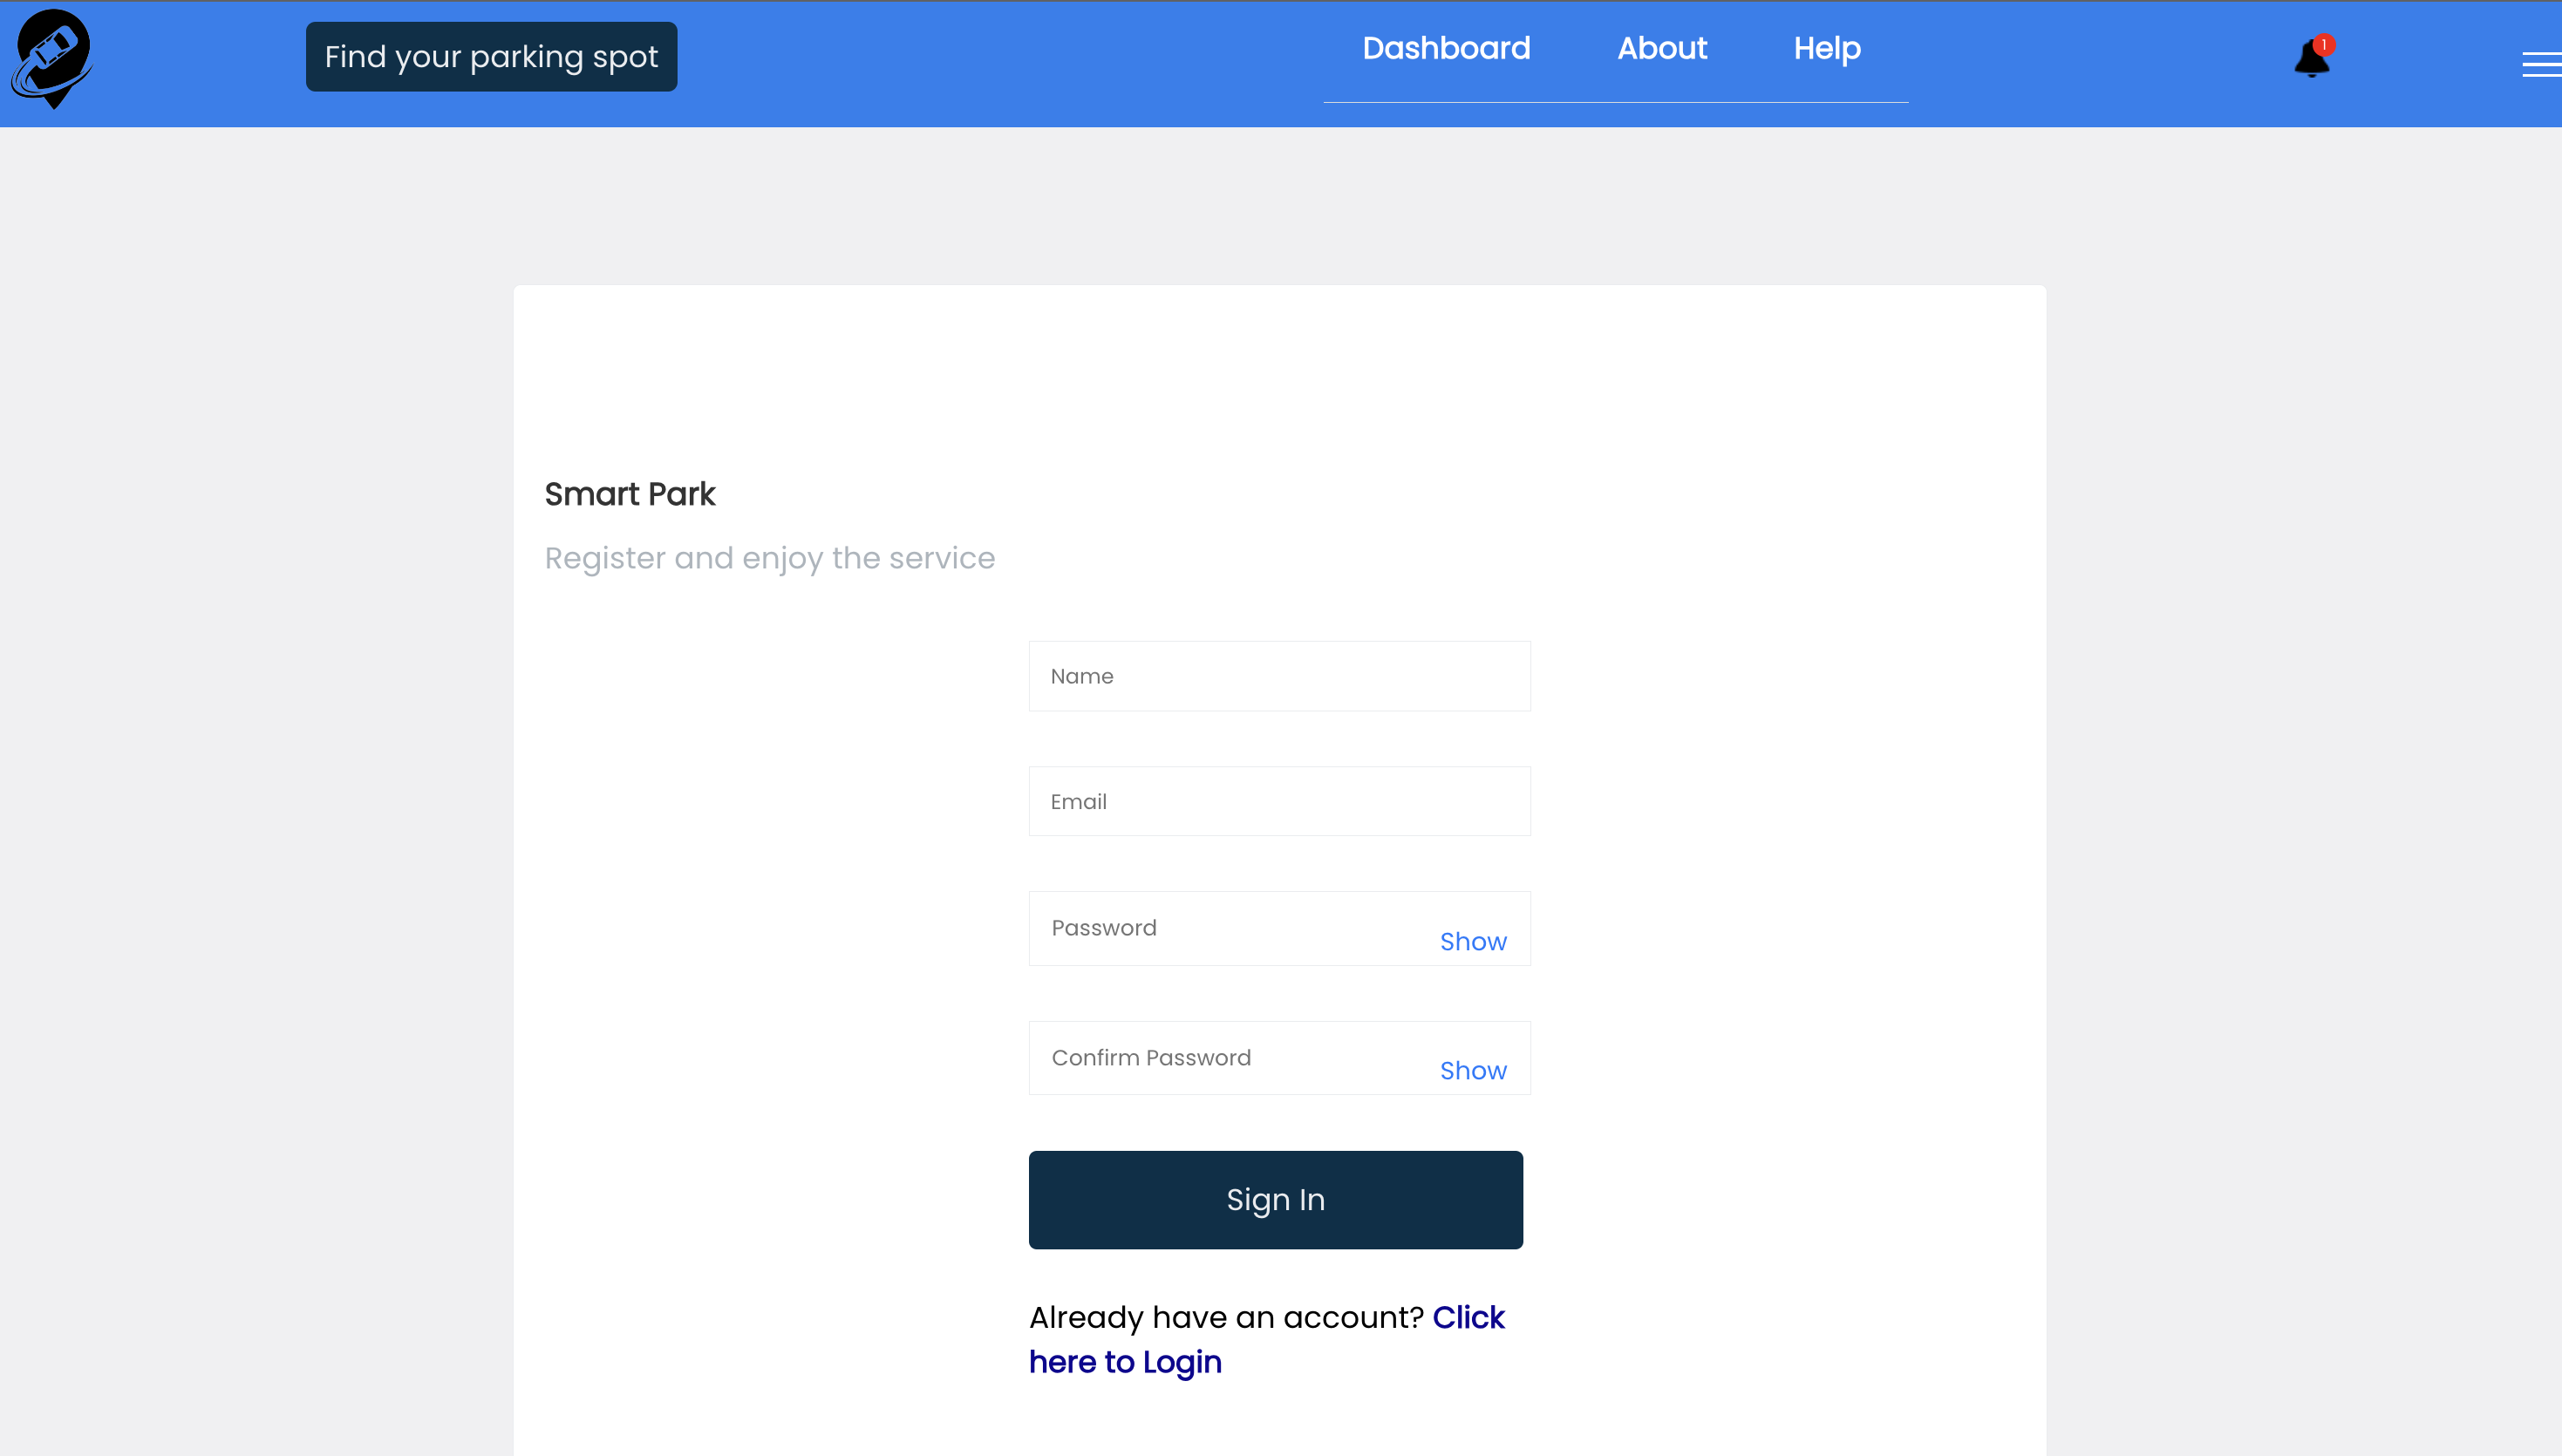 Find your parking spot
Dashboard About Help
1
Smart Park
Register and enjoy the service
Name
Email
Password
Show
Confirm Password
Show
Sign In
Already have an account? Click
here to Login